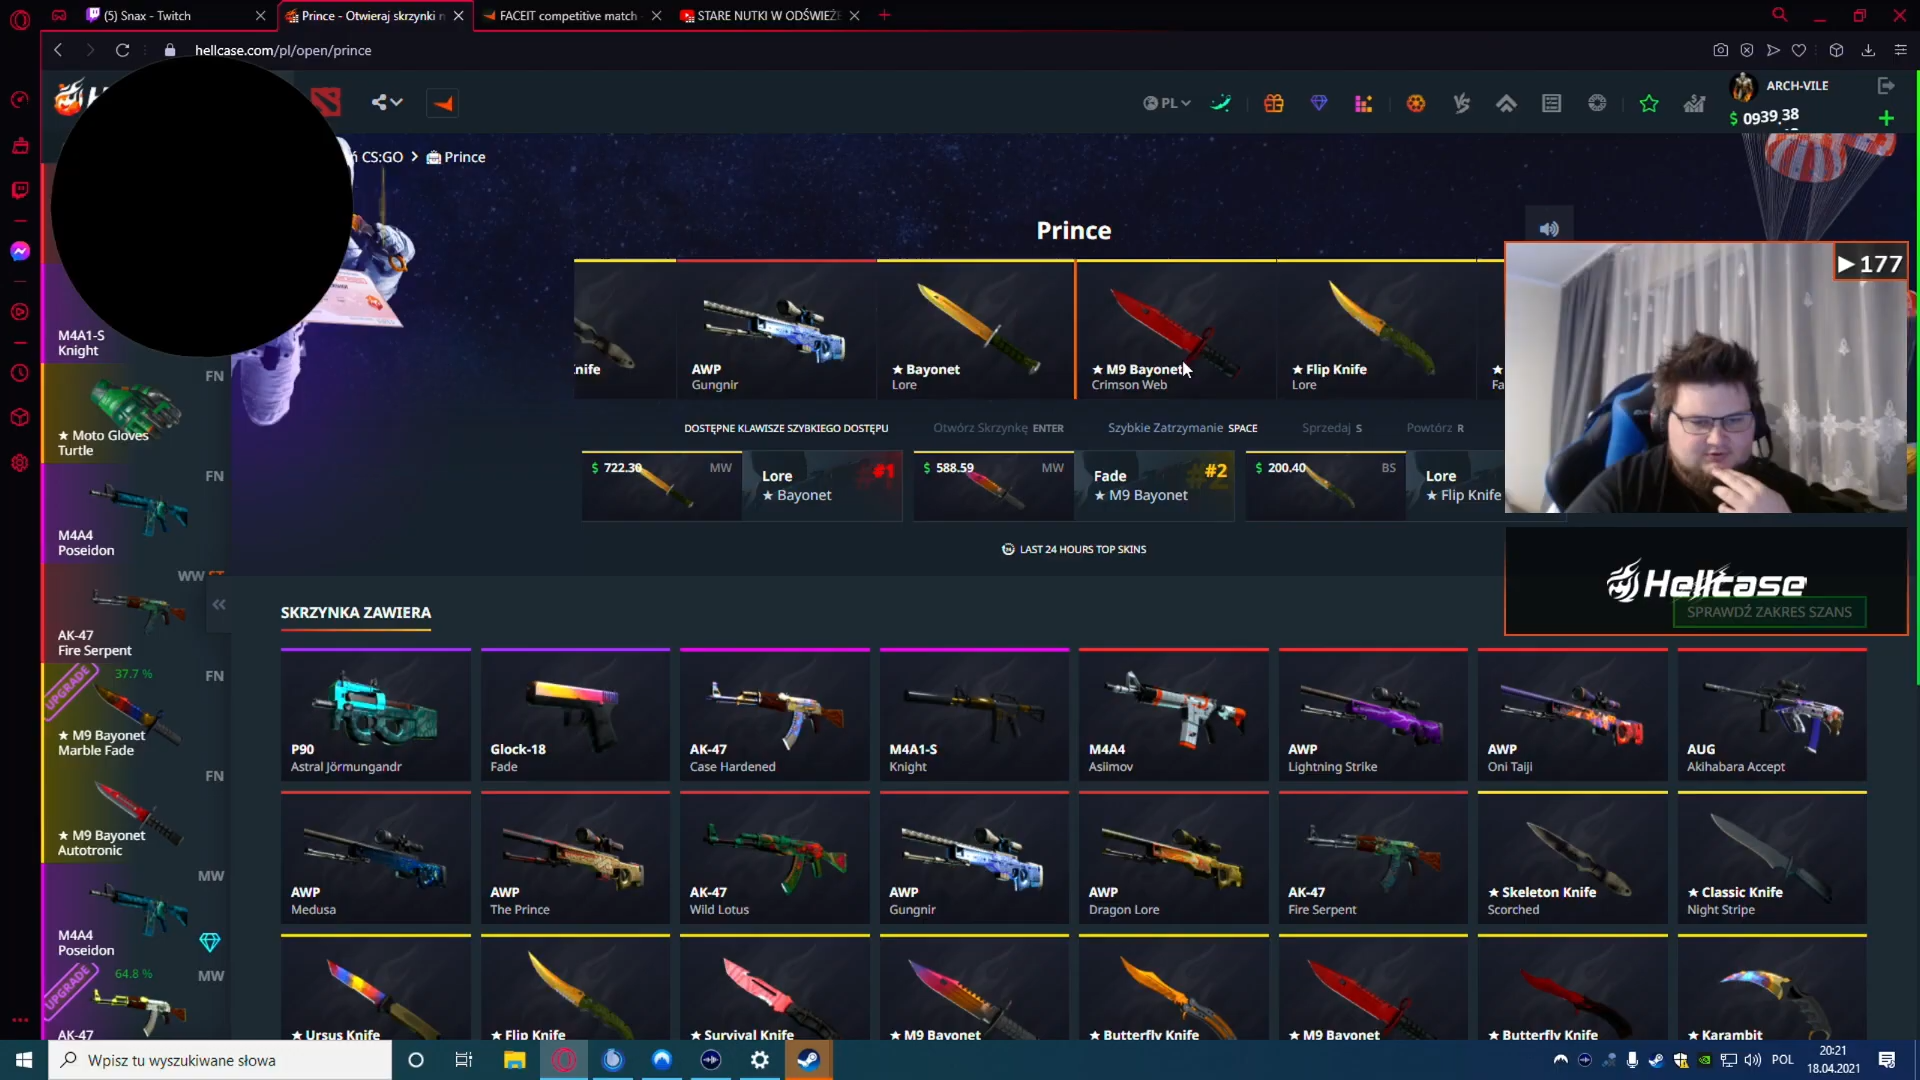 (5) Snax - Twitch
Prince - Otwieraj skrzynki
FACEIT competitive match
STARE NUTKI W ODŚWIEŻE
hellcase.com/pl/open/prince
PL
ARCH-VILE
$ 0939.38
CS:GO > Prince
Prince
177
nife
AWP
Gungnir
★ Bayonet
Lore
★ M9 Bayonet
Crimson Web
★ Flip Knife
Lore
★
Fa
DOSTĘPNE KLAWISZE SZYBKIEGO DOSTĘPU
Otwórz Skrzynkę ENTER
Szybkie Zatrzymanie SPACE
Sprzedaj S
Powtórz R
$ 722.30 MW
Lore
★ Bayonet
#1
$ 588.59 MW
Fade
★ M9 Bayonet
#2
$ 200.40 BS
Lore
★ Flip Knife
LAST 24 HOURS TOP SKINS
Hellcase
SPRAWDŹ ZAKRES SZANS
SKRZYNKA ZAWIERA
M4A1-S
Knight
FN
★ Moto Gloves
Turtle
FN
M4A4
Poseidon
WW ST
AK-47
Fire Serpent
UPGRADE
37.7 %
FN
★ M9 Bayonet
Marble Fade
FN
★ M9 Bayonet
Autotronic
MW
M4A4
Poseidon
UPGRADE
64.8 %
MW
AK-47
P90
Astral Jörmungandr
Glock-18
Fade
AK-47
Case Hardened
M4A1-S
Knight
M4A4
Asiimov
AWP
Lightning Strike
AWP
Oni Taiji
AUG
Akihabara Accept
AWP
Medusa
AWP
The Prince
AK-47
Wild Lotus
AWP
Gungnir
AWP
Dragon Lore
AK-47
Fire Serpent
★ Skeleton Knife
Scorched
★ Classic Knife
Night Stripe
★ Ursus Knife
★ Flip Knife
★ Survival Knife
★ M9 Bayonet
★ Butterfly Knife
★ M9 Bayonet
★ Butterfly Knife
★ Karambit
Wpisz tu wyszukiwane słowa
POL
20:21
18.04.2021